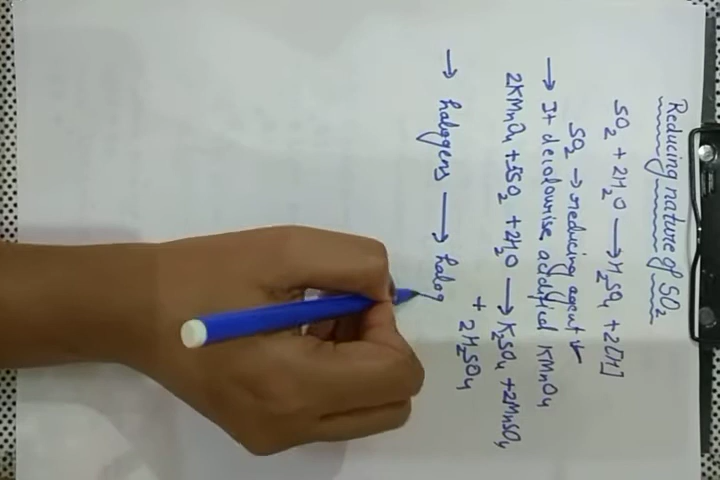 Reducing nature of SO₂
SO₂ + 2H₂O → H₂SO₄ + 2[H]
SO₂ → reducing agent
→ It decolourise acidified KMnO₄
2KMnO₄ + 5SO₂ + 2H₂O → K₂SO₄ + 2MnSO₄
+ 2H₂SO₄
→ halogens → halog